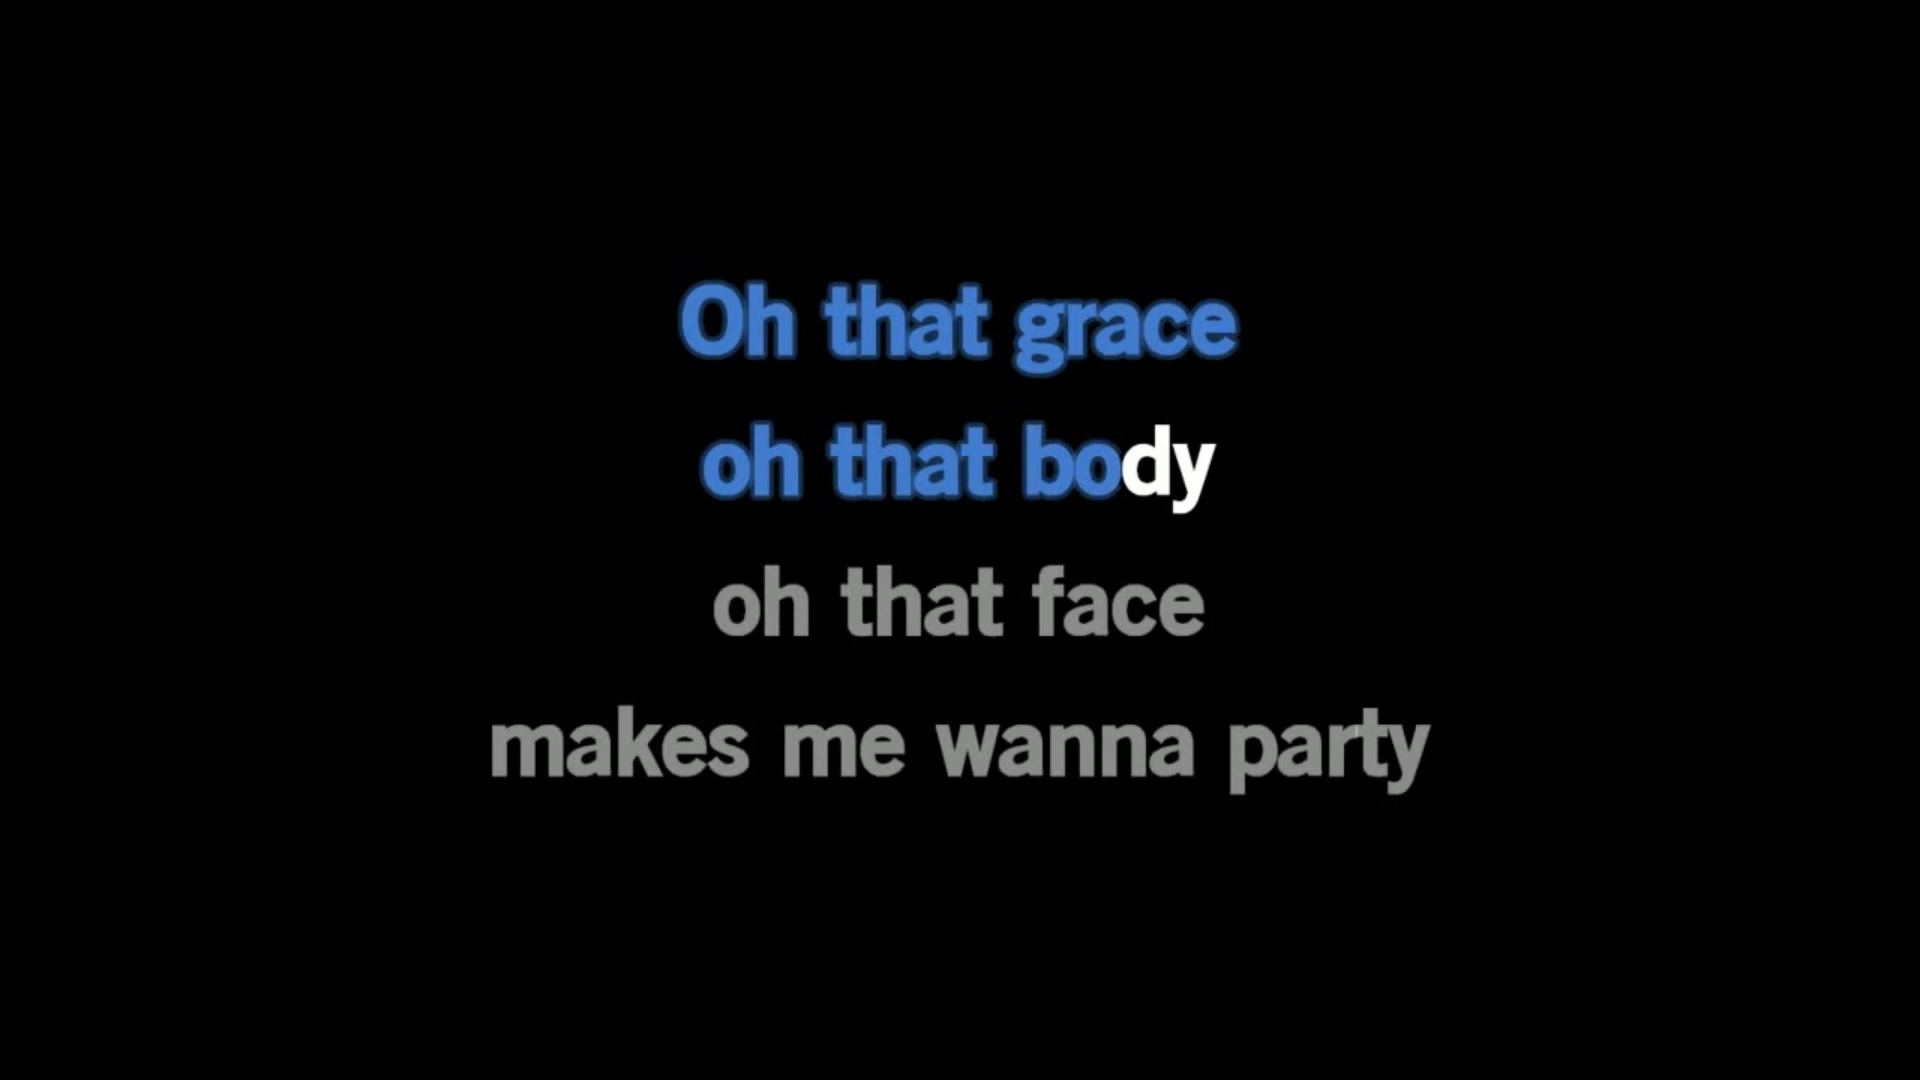 Oh that grace
oh that body
oh that face
makes me wanna party